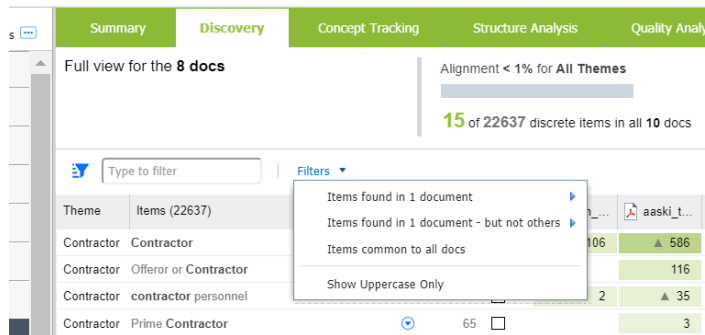 s
Summary Discovery Concept Tracking Structure Analysis Quality Analy
Full view for the 8 docs
Alignment < 1% for All Themes
15 of 22637 discrete items in all 10 docs
Type to filter Filters
Items found in 1 document
Items found in 1 document - but not others
Items common to all docs
Show Uppercase Only
Theme Items (22637) n_... aaski_t...
Contractor Contractor 106 ▲ 586
Contractor Offeror or Contractor 116
Contractor contractor personnel 2 ▲ 35
Contractor Prime Contractor 65 3